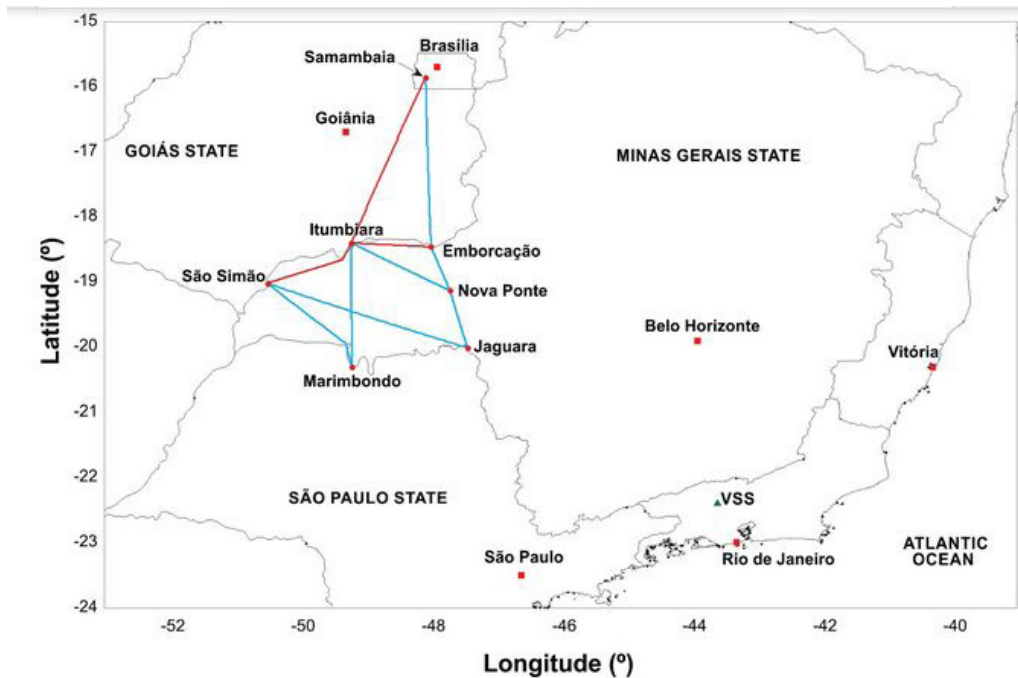 -15
Brasília
Samambaia
-16
Goiânia
GOIÁS STATE
MINAS GERAIS STATE
-17
-18
Itumbiara
Emborcação
São Simão
-19
Nova Ponte
Latitude (º)
Belo Horizonte
Vitória
-20
Jaguara
Marimbondo
-21
-22
SÃO PAULO STATE
VSS
-23
São Paulo
Rio de Janeiro
ATLANTIC
OCEAN
-24
-52
-50
-48
-46
-44
-42
-40
Longitude (º)